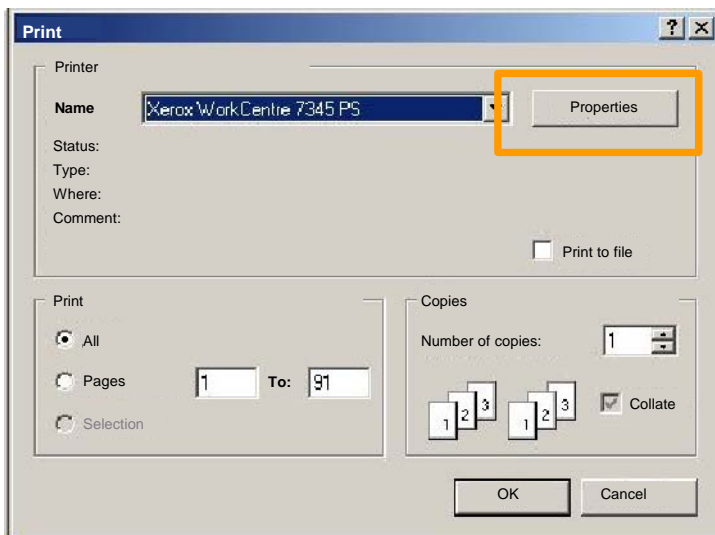 Print
? ×
Printer
Name Xerox WorkCentre 7345 PS Properties
Status:
Type:
Where:
Comment:
Print to file
Print
All
Pages 1 To: 91
Selection
Copies
Number of copies: 1
1 2 3 1 2 3 Collate
OK Cancel